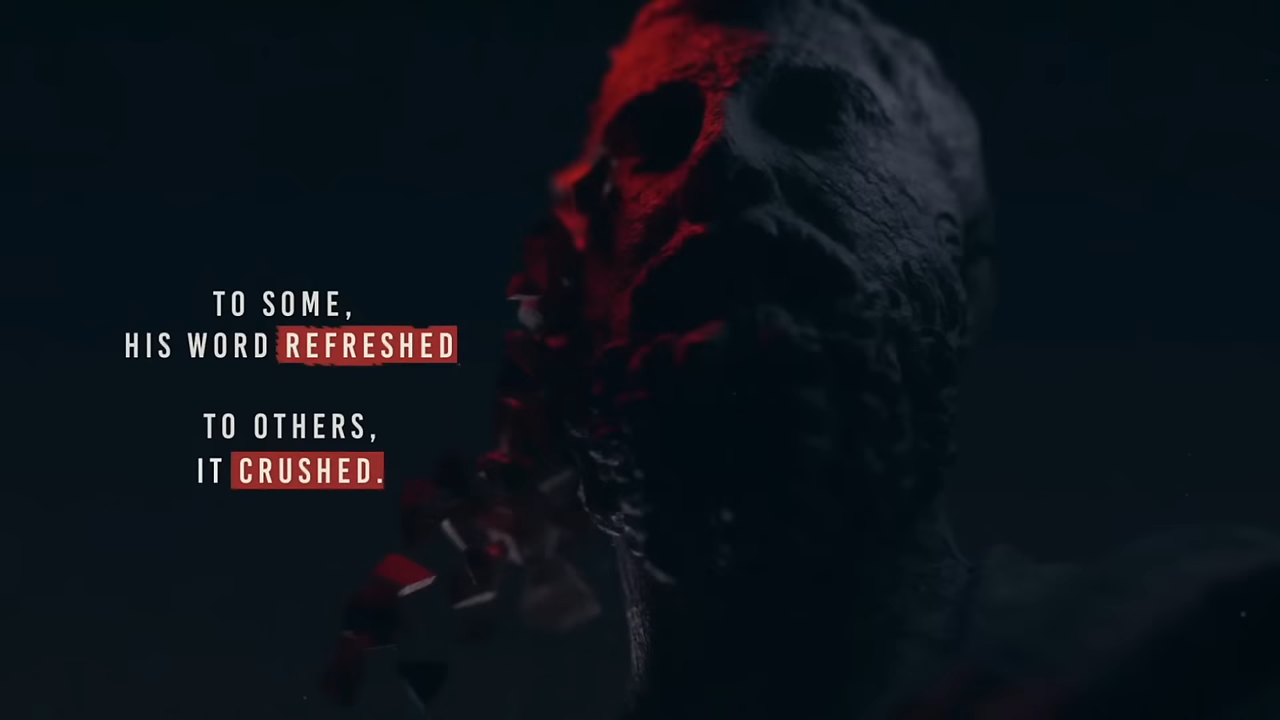 TO SOME,
HIS WORD REFRESHED
TO OTHERS,
IT CRUSHED.